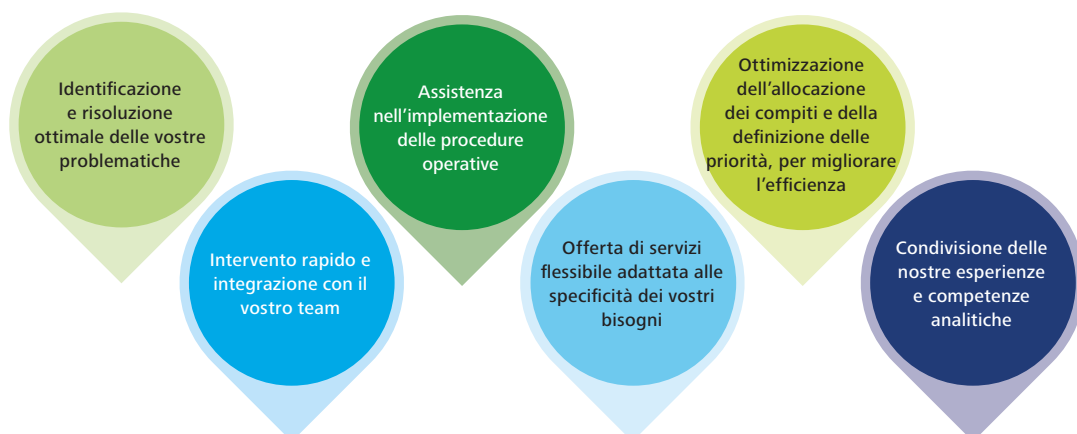 Identificazione
e risoluzione
ottimale delle vostre
problematiche
Intervento rapido e
integrazione con il
vostro team
Assistenza
nell’implementazione
delle procedure
operative
Offerta di servizi
flessibile adattata alle
specificità dei vostri
bisogni
Ottimizzazione
dell’allocazione
dei compiti e della
definizione delle
priorità, per migliorare
l’efficienza
Condivisione delle
nostre esperienze
e competenze
analitiche